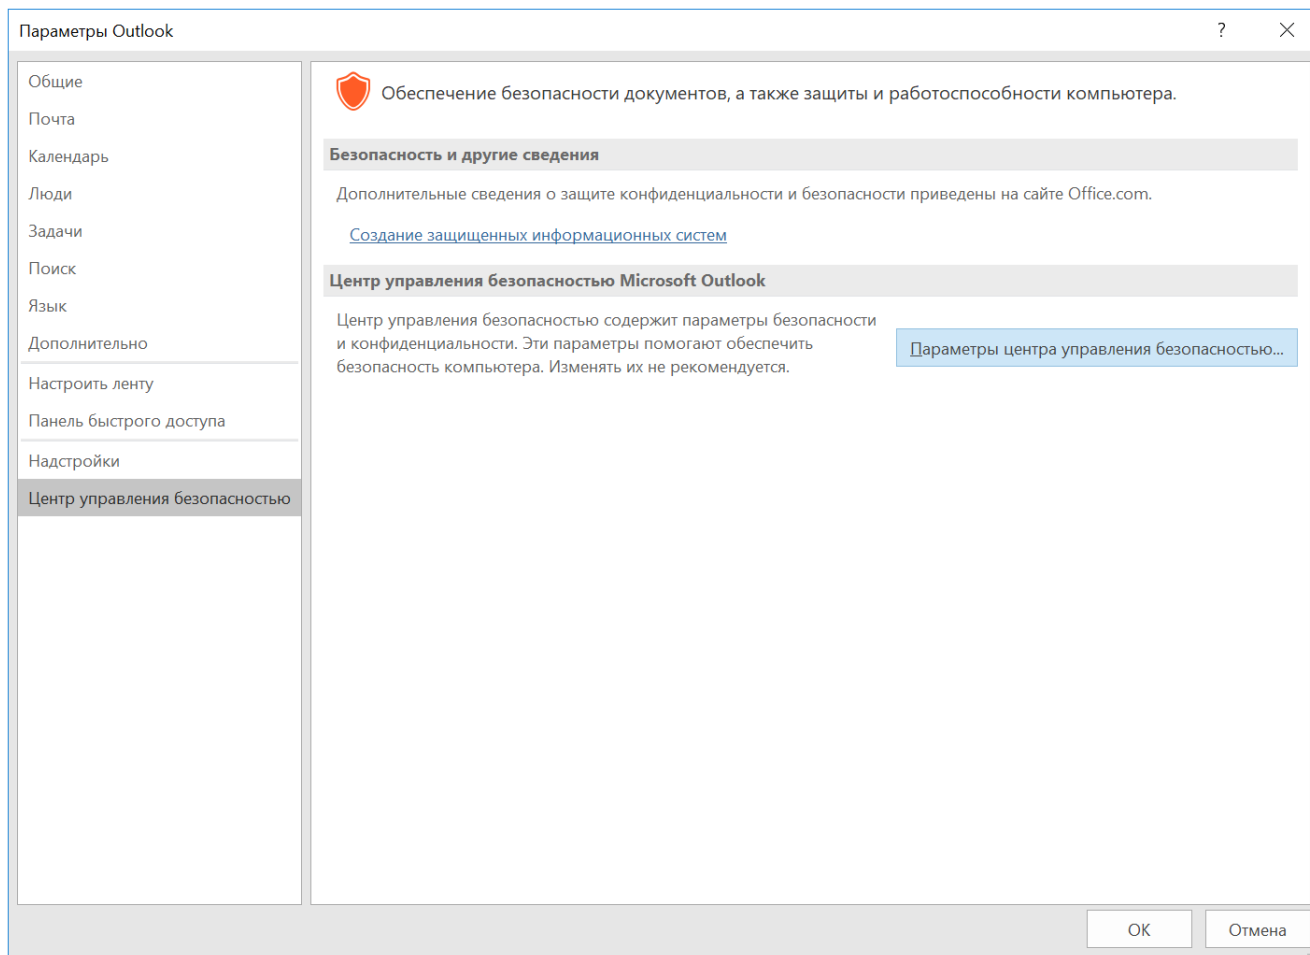 Параметры Outlook
?
Общие
Почта
Календарь
Люди
Задачи
Поиск
Язык
Дополнительно
Настроить ленту
Панель быстрого доступа
Надстройки
Центр управления безопасностью
Обеспечение безопасности документов, а также защиты и работоспособности компьютера.
Безопасность и другие сведения
Дополнительные сведения о защите конфиденциальности и безопасности приведены на сайте Office.com.
Создание защищенных информационных систем
Центр управления безопасностью Microsoft Outlook
Центр управления безопасностью содержит параметры безопасности
и конфиденциальности. Эти параметры помогают обеспечить
безопасность компьютера. Изменять их не рекомендуется.
Параметры центра управления безопасностью...
ОК
Отмена